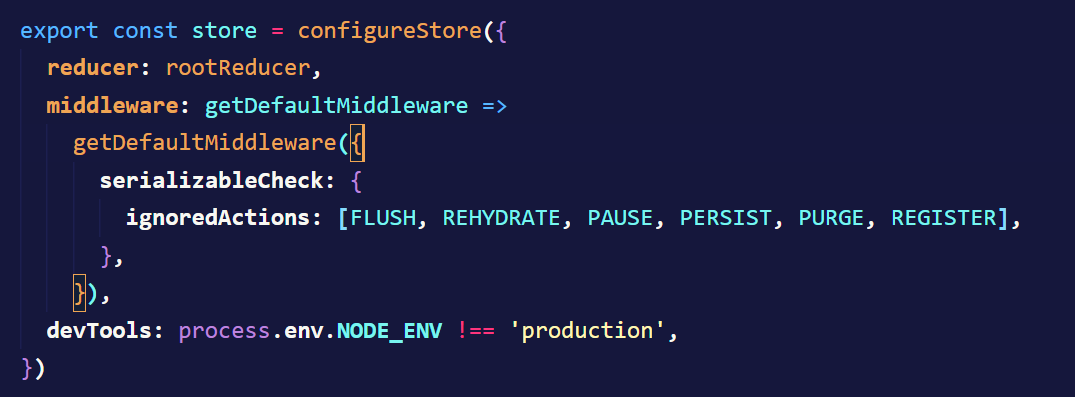 export const store = configureStore({
  reducer: rootReducer,
  middleware: getDefaultMiddleware =>
    getDefaultMiddleware({
      serializableCheck: {
        ignoredActions: [FLUSH, REHYDRATE, PAUSE, PERSIST, PURGE, REGISTER],
      },
    }),
  devTools: process.env.NODE_ENV !== 'production',
})